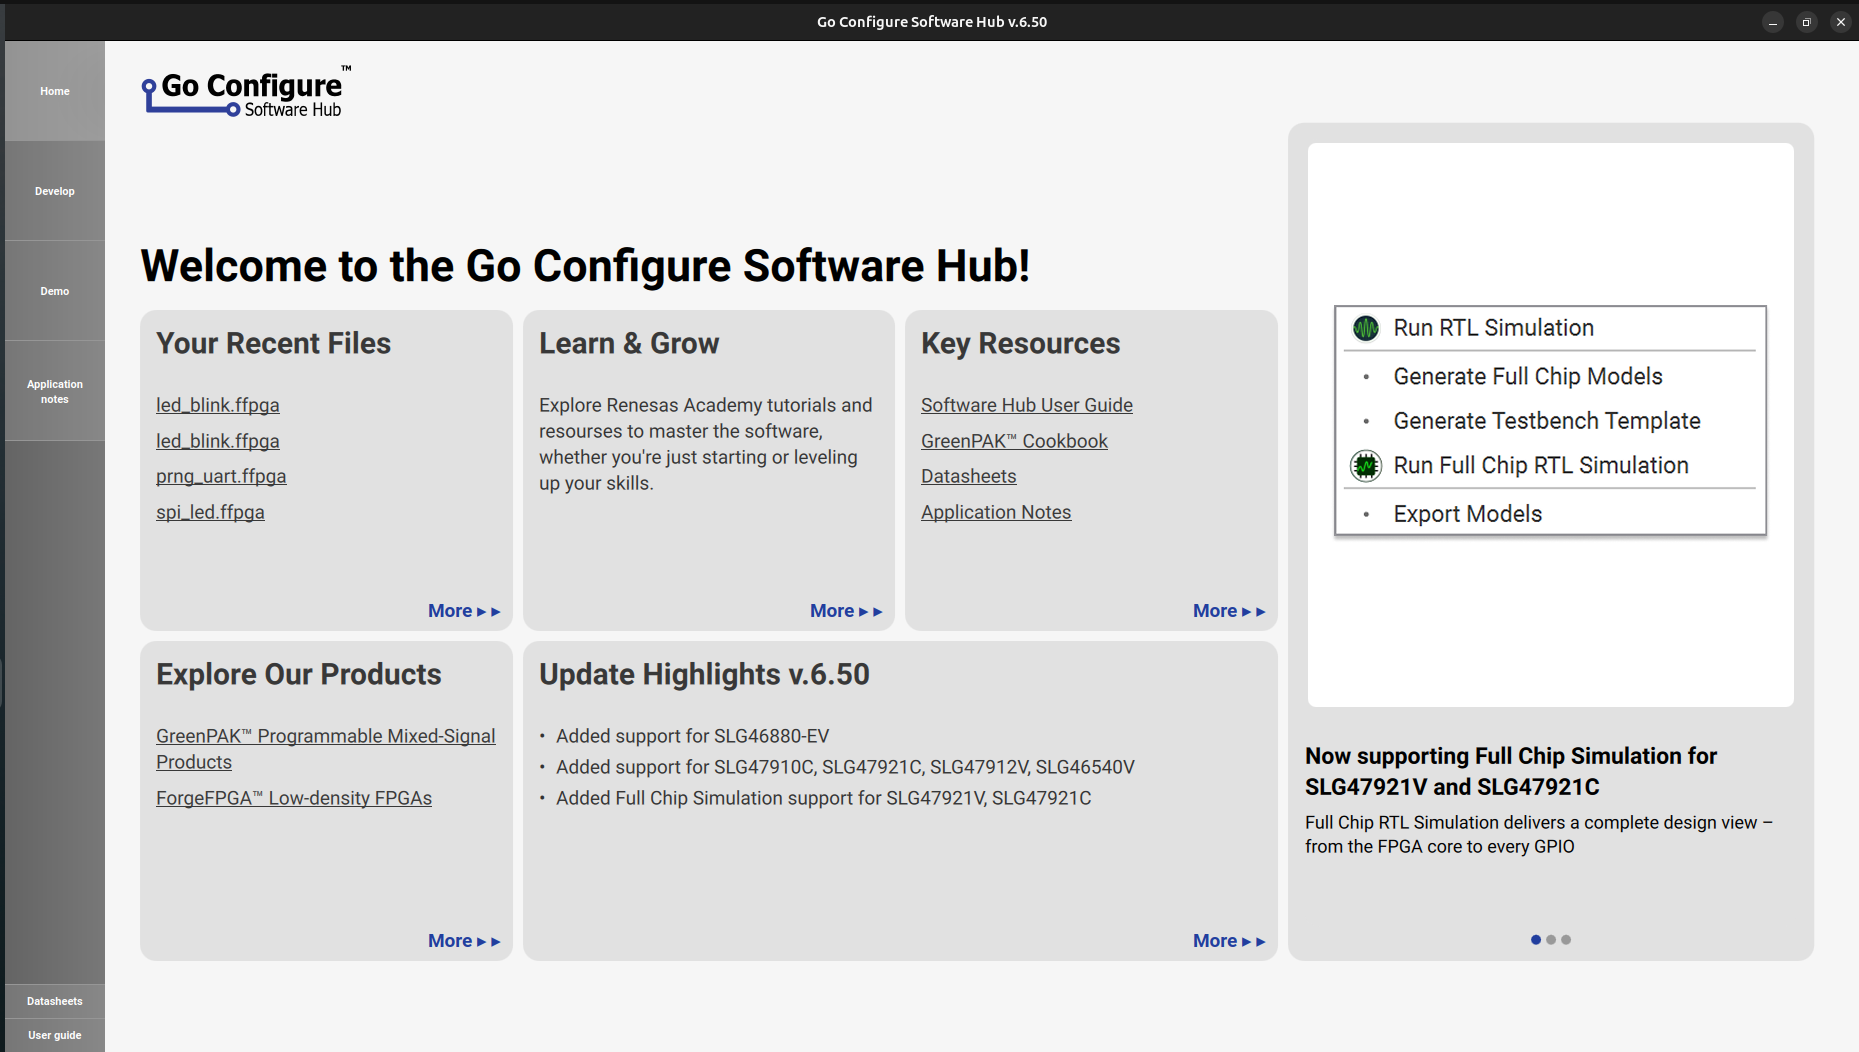 Go Configure Software Hub v.6.50
Home
Develop
Demo
Application
notes
Datasheets
User guide
Go Configure™
Software Hub
Welcome to the Go Configure Software Hub!
Your Recent Files
led_blink.ffpga
led_blink.ffpga
prng_uart.ffpga
spi_led.ffpga
More
Learn & Grow
Explore Renesas Academy tutorials and
resourses to master the software,
whether you're just starting or leveling
up your skills.
More
Key Resources
Software Hub User Guide
GreenPAK™ Cookbook
Datasheets
Application Notes
More
Explore Our Products
GreenPAK™ Programmable Mixed-Signal
Products
ForgeFPGA™ Low-density FPGAs
More
Update Highlights v.6.50
• Added support for SLG46880-EV
• Added support for SLG47910C, SLG47921C, SLG47912V, SLG46540V
• Added Full Chip Simulation support for SLG47921V, SLG47921C
More
Run RTL Simulation
• Generate Full Chip Models
• Generate Testbench Template
Run Full Chip RTL Simulation
• Export Models
Now supporting Full Chip Simulation for
SLG47921V and SLG47921C
Full Chip RTL Simulation delivers a complete design view –
from the FPGA core to every GPIO